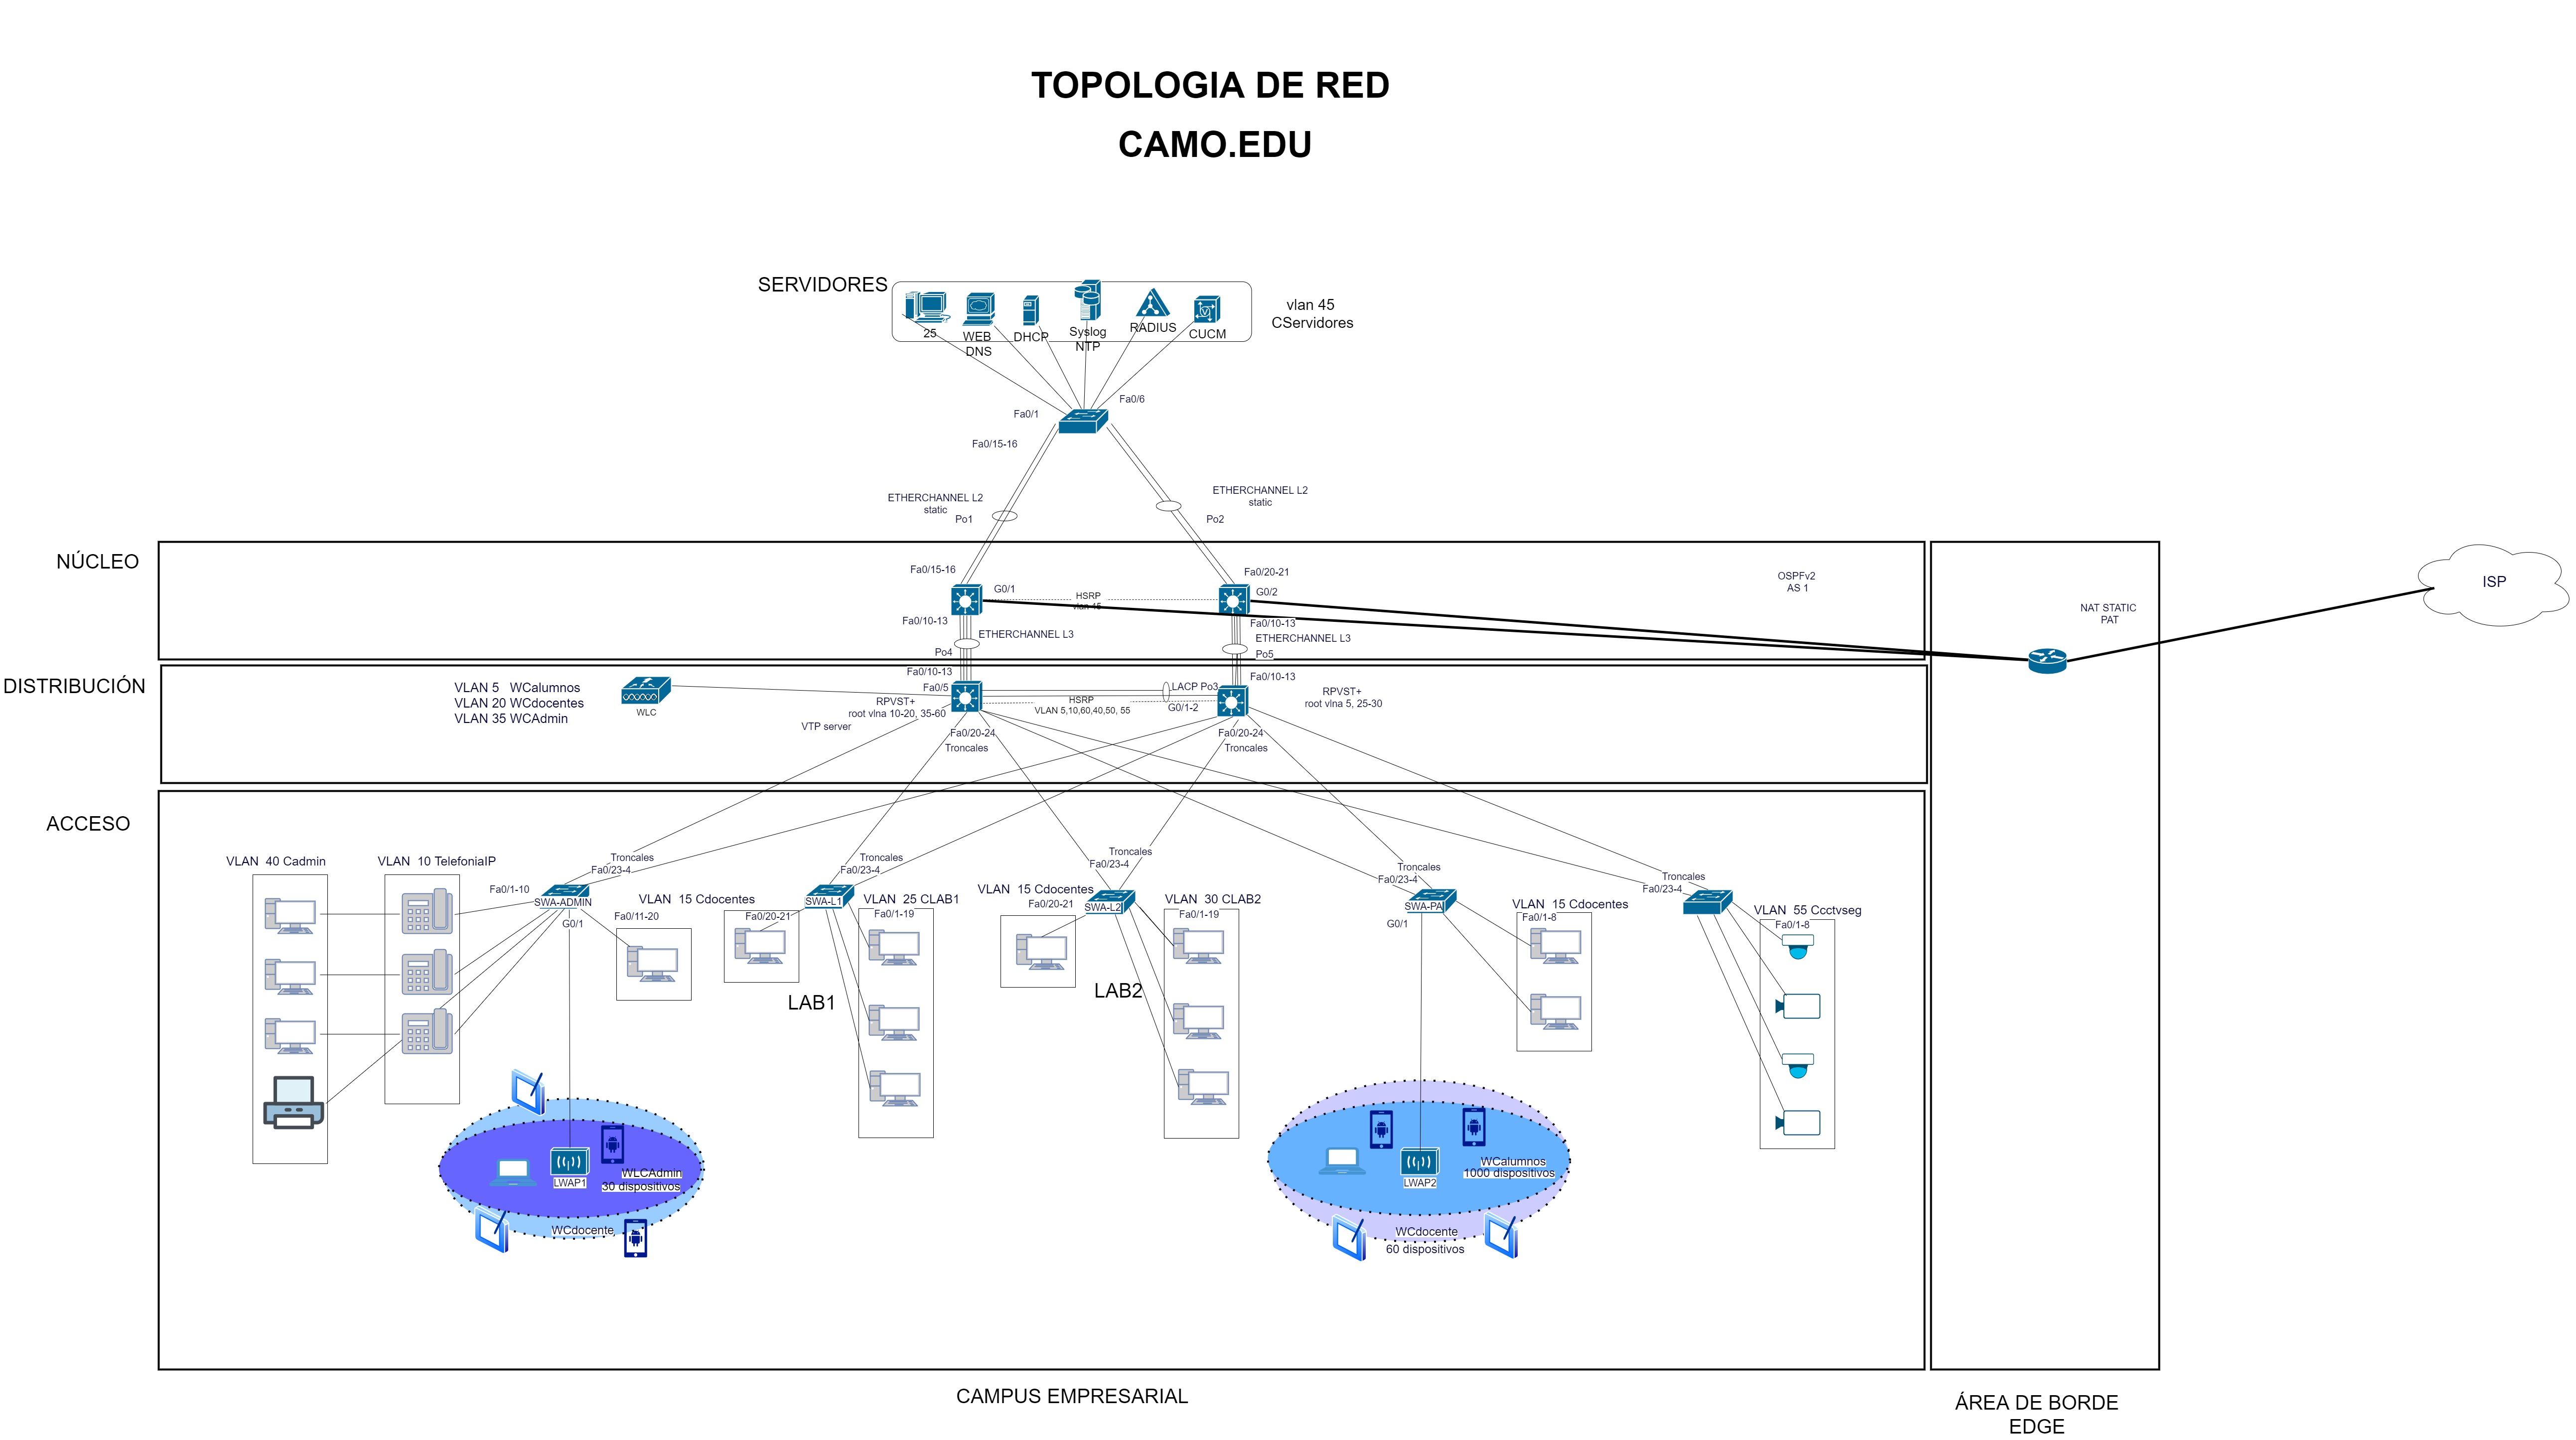 TOPOLOGIA DE RED
CAMO.EDU
SERVIDORES
25
WEB
DNS
DHCP
Syslog
NTP
RADIUS
CUCM
vlan 45
CServidores
Fa0/1
Fa0/6
Fa0/15-16
ETHERCHANNEL L2
static
Po1
ETHERCHANNEL L2
static
Po2
NÚCLEO
Fa0/15-16
G0/1
HSRP
vlan 45
Fa0/20-21
G0/2
OSPFv2
AS 1
NAT STATIC
PAT
ISP
Fa0/10-13
ETHERCHANNEL L3
Po4
Fa0/10-13
ETHERCHANNEL L3
Po5
DISTRIBUCIÓN
VLAN 5 WCalumnos
VLAN 20 WCdocentes
VLAN 35 WCAdmin
WLC
Fa0/10-13
Fa0/5
RPVST+
root vlna 10-20, 35-60
VTP server
LACP Po3
HSRP
VLAN 5,10,60,40,50, 55
G0/1-2
Fa0/10-13
RPVST+
root vlna 5, 25-30
Fa0/20-24
Troncales
Fa0/20-24
Troncales
ACCESO
VLAN 40 Cadmin
VLAN 10 TelefoniaIP
Troncales
Fa0/23-4
Fa0/1-10
SWA-ADMIN
G0/1
VLAN 15 Cdocentes
Fa0/11-20
Troncales
Fa0/23-4
SWA-L1
Fa0/20-21
VLAN 25 CLAB1
Fa0/1-19
LAB1
Troncales
Fa0/23-4
VLAN 15 Cdocentes
Fa0/20-21
SWA-L2
VLAN 30 CLAB2
Fa0/1-19
LAB2
Troncales
Fa0/23-4
SWA-PA
G0/1
VLAN 15 Cdocentes
Fa0/1-8
Troncales
Fa0/23-4
VLAN 55 Ccctvseg
Fa0/1-8
WLCAdmin
30 dispositivos
LWAP1
WCdocente
WCalumnos
1000 dispositivos
LWAP2
WCdocente
60 dispositivos
CAMPUS EMPRESARIAL
ÁREA DE BORDE
EDGE